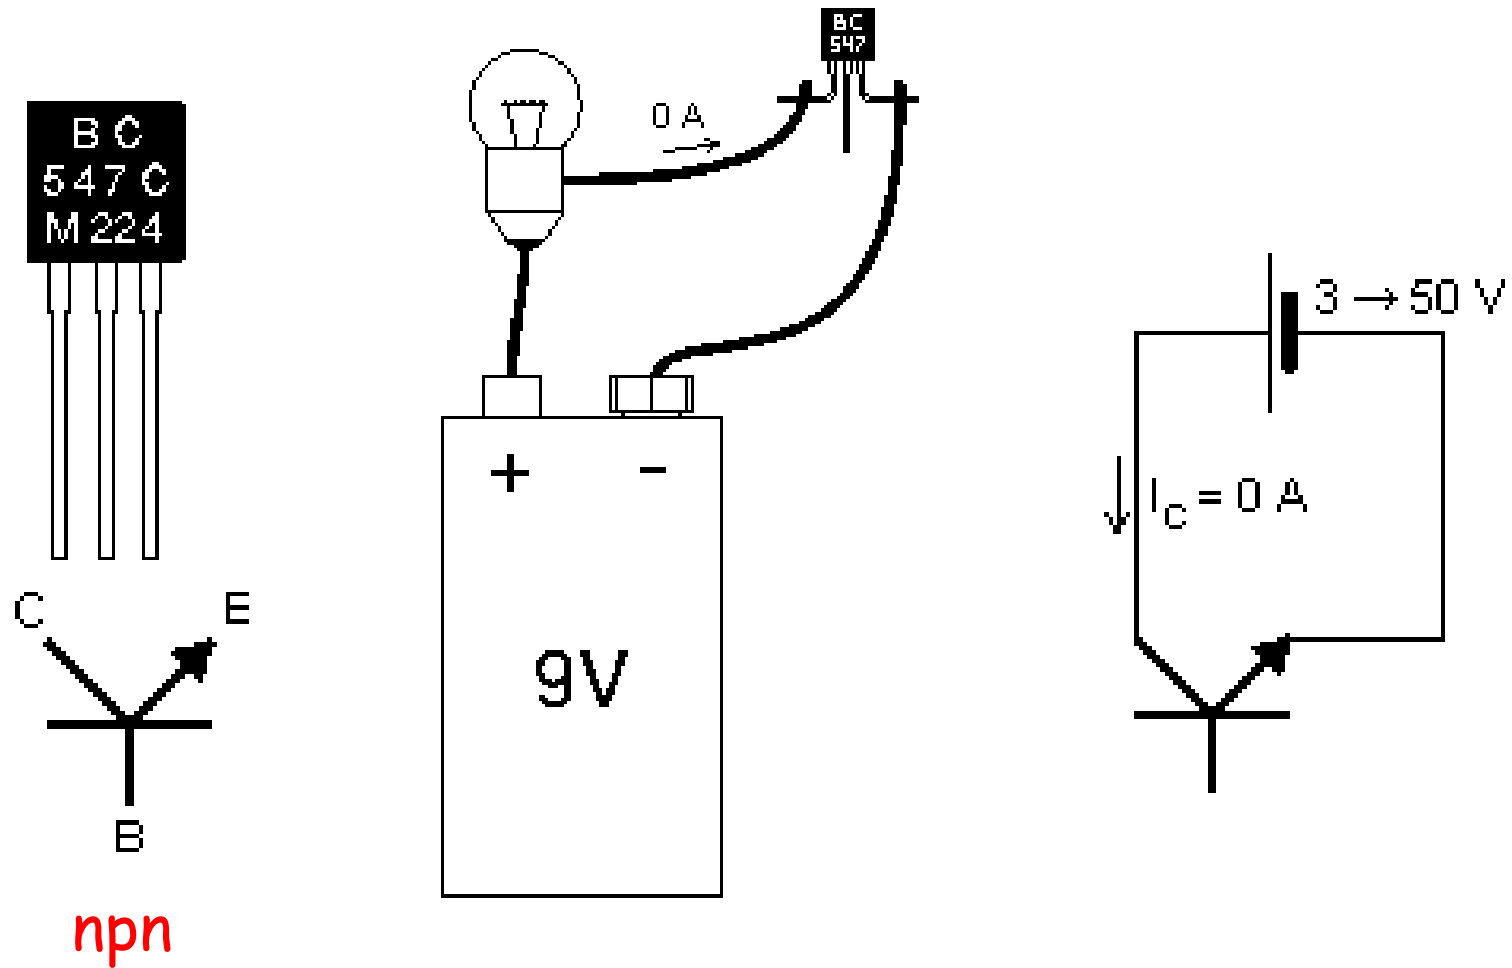 B C
547 C
M 224
C
E
B
npn
0 A →
BC
547
+ −
9V
3 → 50 V
↓ I_C = 0 A